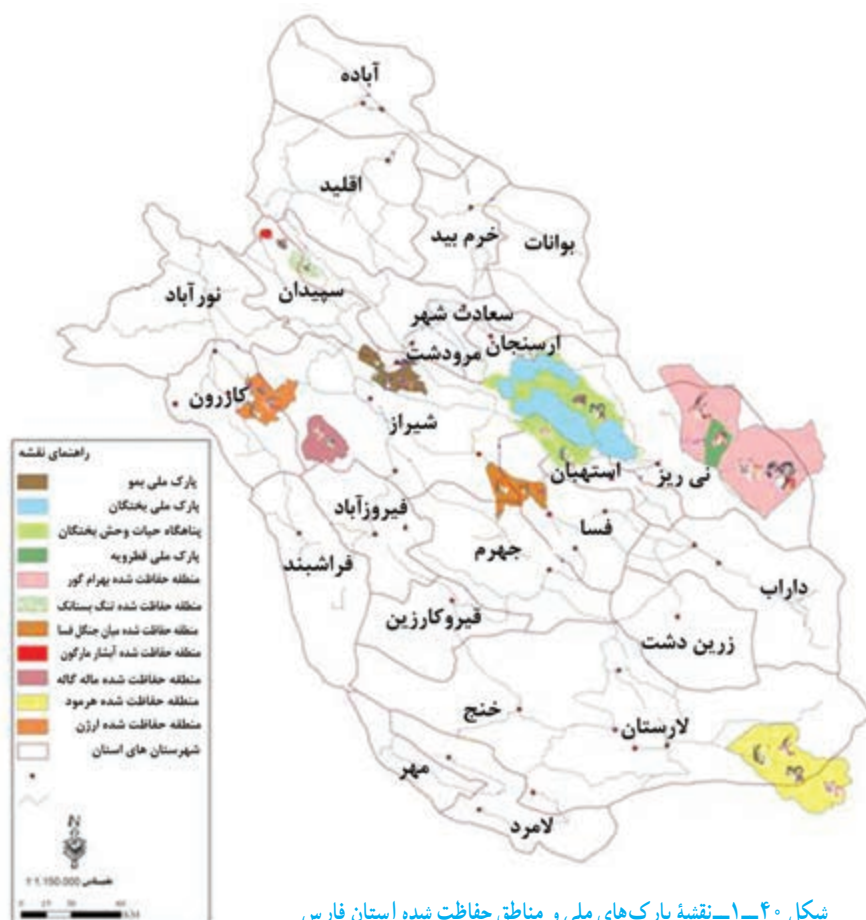 آباده
اقلید
خرم بید
بوانات
نورآباد
سپیدان
سعادت شهر
ارسنجان
مرودشت
کازرون
شیراز
استهبان
نی ریز
فیروزآباد
فسا
جهرم
فراشبند
داراب
قیروکارزین
زرین دشت
خنج
لارستان
مهر
لامرد
راهنمای نقشه
پارک ملی بمو
پارک ملی بختگان
پناهگاه حیات وحش بختگان
پارک ملی قطرویه
منطقه حفاظت شده بهرام گور
منطقه حفاظت شده تنگ بستانک
منطقه حفاظت شده میان جنگل فسا
منطقه حفاظت شده آبشار مارگون
منطقه حفاظت شده ماله گاله
منطقه حفاظت شده هرمود
منطقه حفاظت شده ارژن
شهرستان های استان
N
شکل ۴۰_۱_نقشهٔ پارک‌های ملی و مناطق حفاظت شده استان فارس